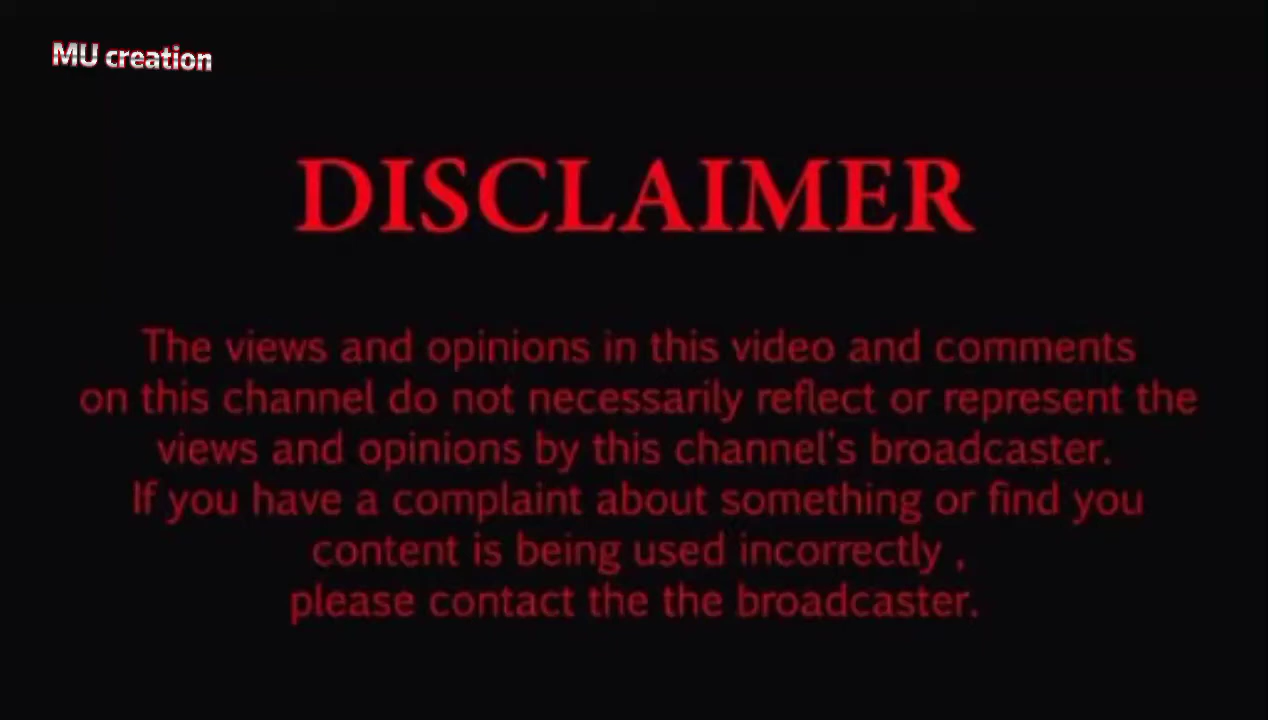 MU creation
DISCLAIMER
The views and opinions in this video and comments
on this channel do not necessarily reflect or represent the
views and opinions by this channel's broadcaster.
If you have a complaint about something or find you
content is being used incorrectly ,
please contact the the broadcaster.